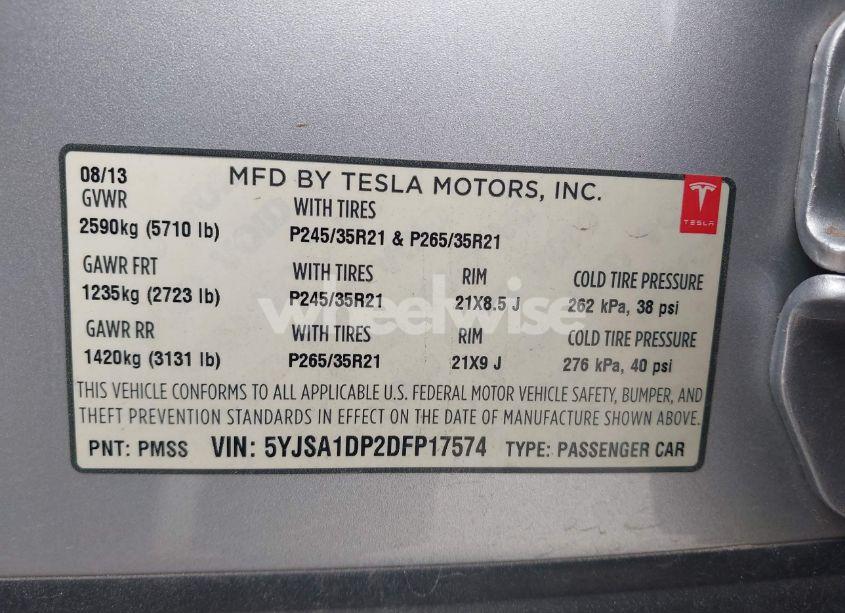 08/13 MFD BY TESLA MOTORS, INC.
GVWR WITH TIRES TESLA
2590kg (5710 lb) P245/35R21 & P265/35R21
GAWR FRT WITH TIRES RIM COLD TIRE PRESSURE
1235kg (2723 lb) P245/35R21 21X8.5 J 262 kPa, 38 psi
GAWR RR WITH TIRES RIM COLD TIRE PRESSURE
1420kg (3131 lb) P265/35R21 21X9 J 276 kPa, 40 psi
THIS VEHICLE CONFORMS TO ALL APPLICABLE U.S. FEDERAL MOTOR VEHICLE SAFETY, BUMPER, AND
THEFT PREVENTION STANDARDS IN EFFECT ON THE DATE OF MANUFACTURE SHOWN ABOVE.
PNT: PMSS VIN: 5YJSA1DP2DFP17574 TYPE: PASSENGER CAR
wheelwise